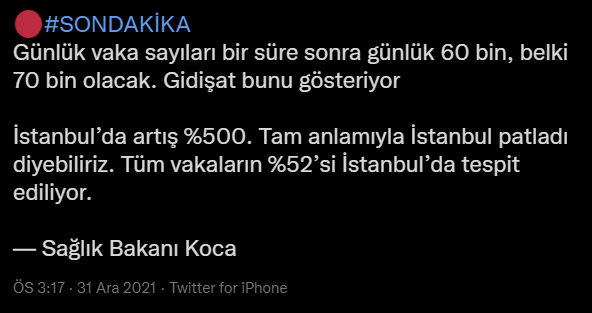 #SONDAKİKA
Günlük vaka sayıları bir süre sonra günlük 60 bin, belki
70 bin olacak. Gidişat bunu gösteriyor
İstanbul’da artış %500. Tam anlamıyla İstanbul patladı
diyebiliriz. Tüm vakaların %52’si İstanbul’da tespit
ediliyor.
— Sağlık Bakanı Koca
ÖS 3:17 · 31 Ara 2021 · Twitter for iPhone